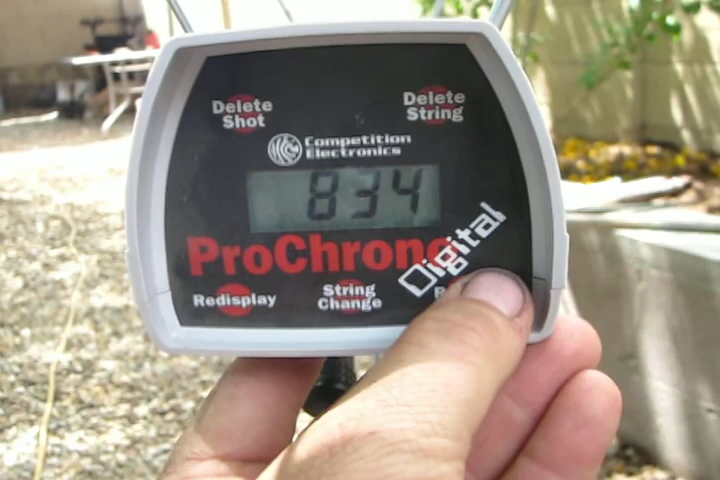 Delete
Shot
Delete
String
Competition
Electronics
834
ProChrono
Digital
Redisplay
String
Change